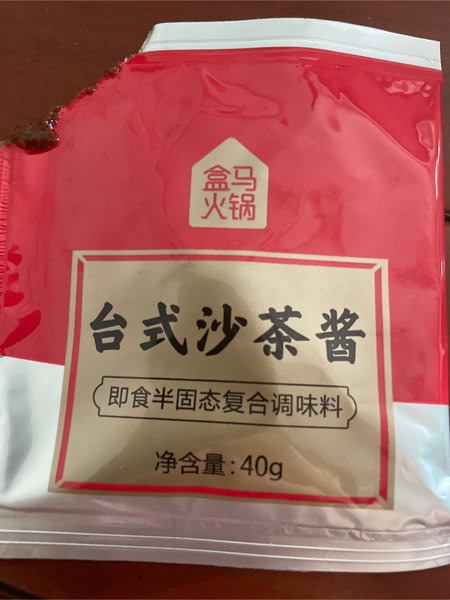 盒马
火锅
台式沙茶酱
即食半固态复合调味料
净含量:40g